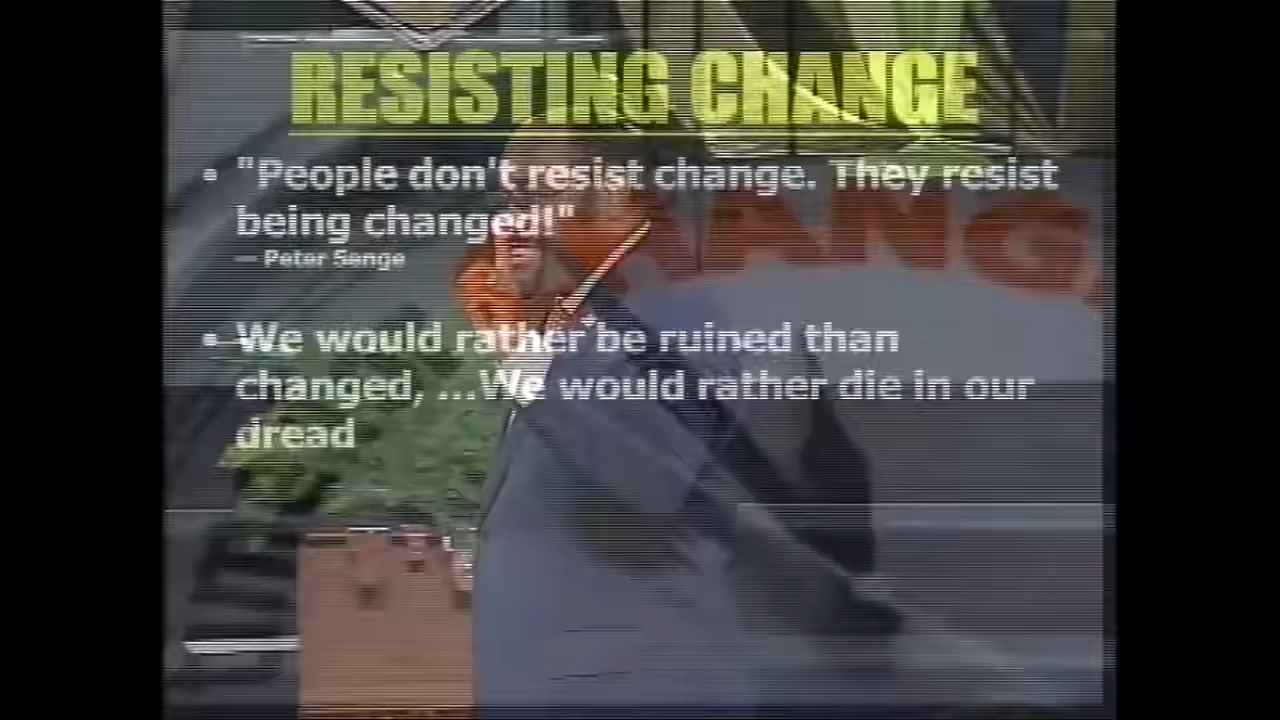 RESISTING CHANGE
• "People don't resist change. They resist
being changed!"
— Peter Senge
• We would rather be ruined than
changed, ...We would rather die in our
dread
HANG